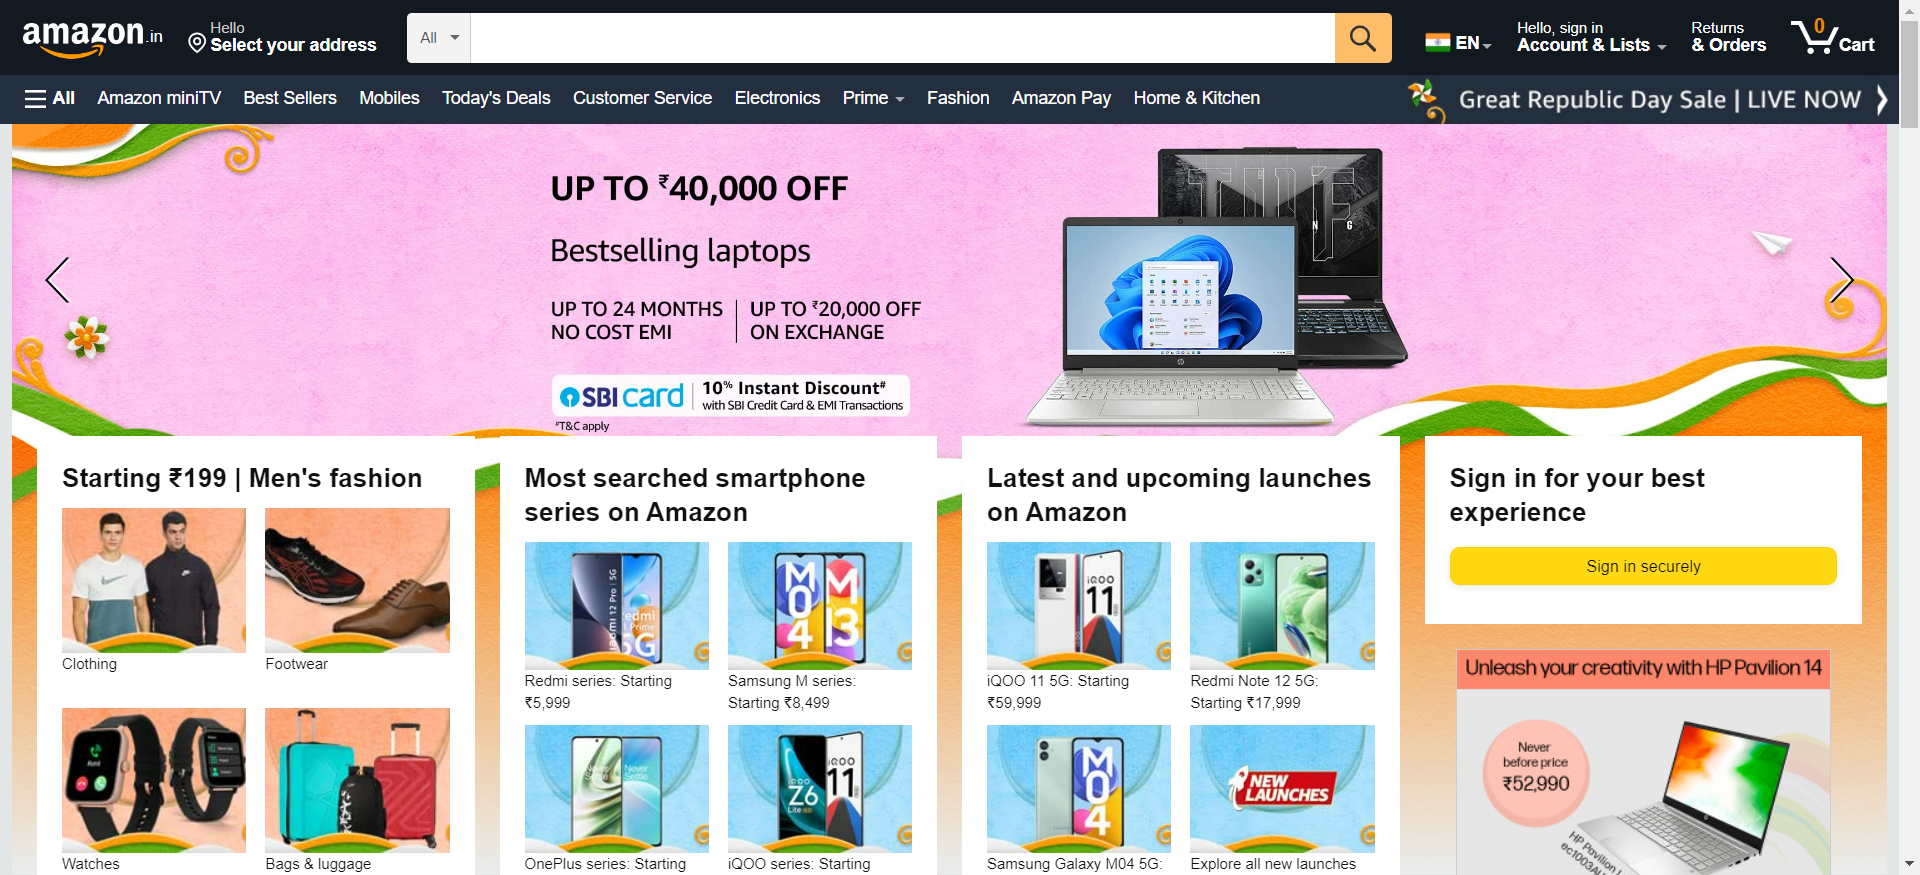 amazon.in
Hello
Select your address
All
EN
Hello, sign in
Account & Lists
Returns
& Orders
0
Cart
All
Amazon miniTV
Best Sellers
Mobiles
Today's Deals
Customer Service
Electronics
Prime
Fashion
Amazon Pay
Home & Kitchen
Great Republic Day Sale | LIVE NOW
UP TO ₹40,000 OFF
Bestselling laptops
UP TO 24 MONTHS
NO COST EMI
UP TO ₹20,000 OFF
ON EXCHANGE
SBI card
10% Instant Discount#
with SBI Credit Card & EMI Transactions
#T&C apply
Starting ₹199 | Men's fashion
Clothing
Footwear
Watches
Bags & luggage
Most searched smartphone
series on Amazon
Redmi series: Starting
₹5,999
Samsung M series:
Starting ₹8,499
OnePlus series: Starting
iQOO series: Starting
Latest and upcoming launches
on Amazon
iQOO 11 5G: Starting
₹59,999
Redmi Note 12 5G:
Starting ₹17,999
Samsung Galaxy M04 5G:
NEW
LAUNCHES
Explore all new launches
Sign in for your best
experience
Sign in securely
Unleash your creativity with HP Pavilion 14
Never
before price
₹52,990
HP Pavilion